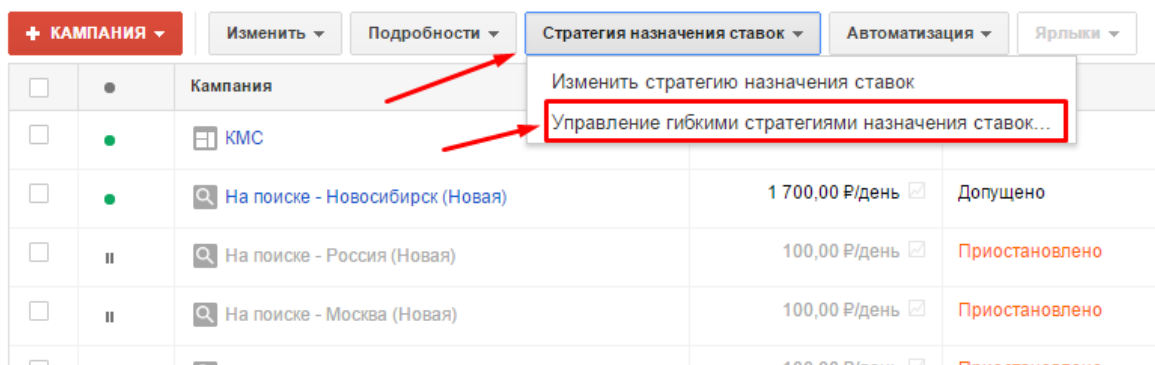 + КАМПАНИЯ Изменить Подробности Стратегия назначения ставок Автоматизация Ярлыки
Кампания
Изменить стратегию назначения ставок
Управление гибкими стратегиями назначения ставок...
КМС
На поиске - Новосибирск (Новая) 1 700,00 ₽/день Допущено
На поиске - Россия (Новая) 100,00 ₽/день Приостановлено
На поиске - Москва (Новая) 100,00 ₽/день Приостановлено